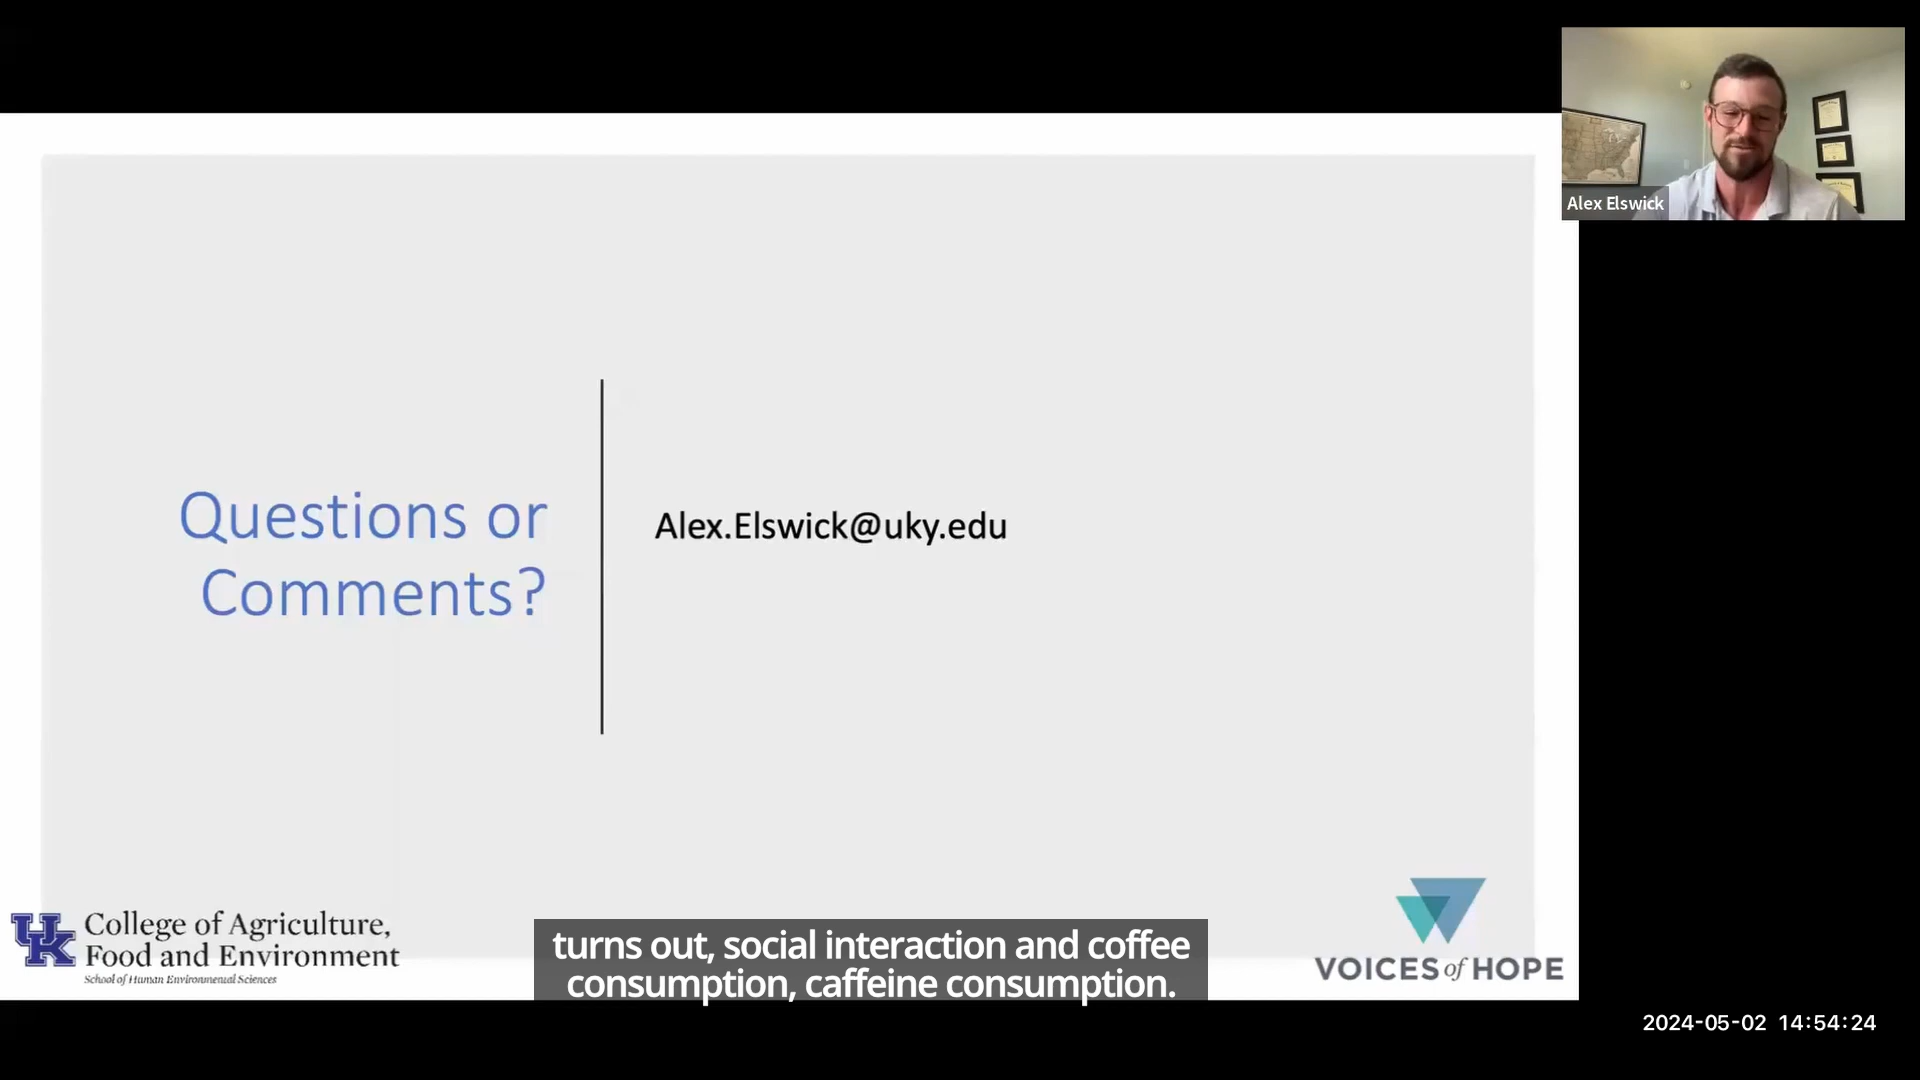 Alex Elswick
Questions or
Comments?
Alex.Elswick@uky.edu
UK
College of Agriculture,
Food and Environment
School of Human Environmental Sciences
VOICES of HOPE
turns out, social interaction and coffee
consumption, caffeine consumption.
2024-05-02 14:54:24